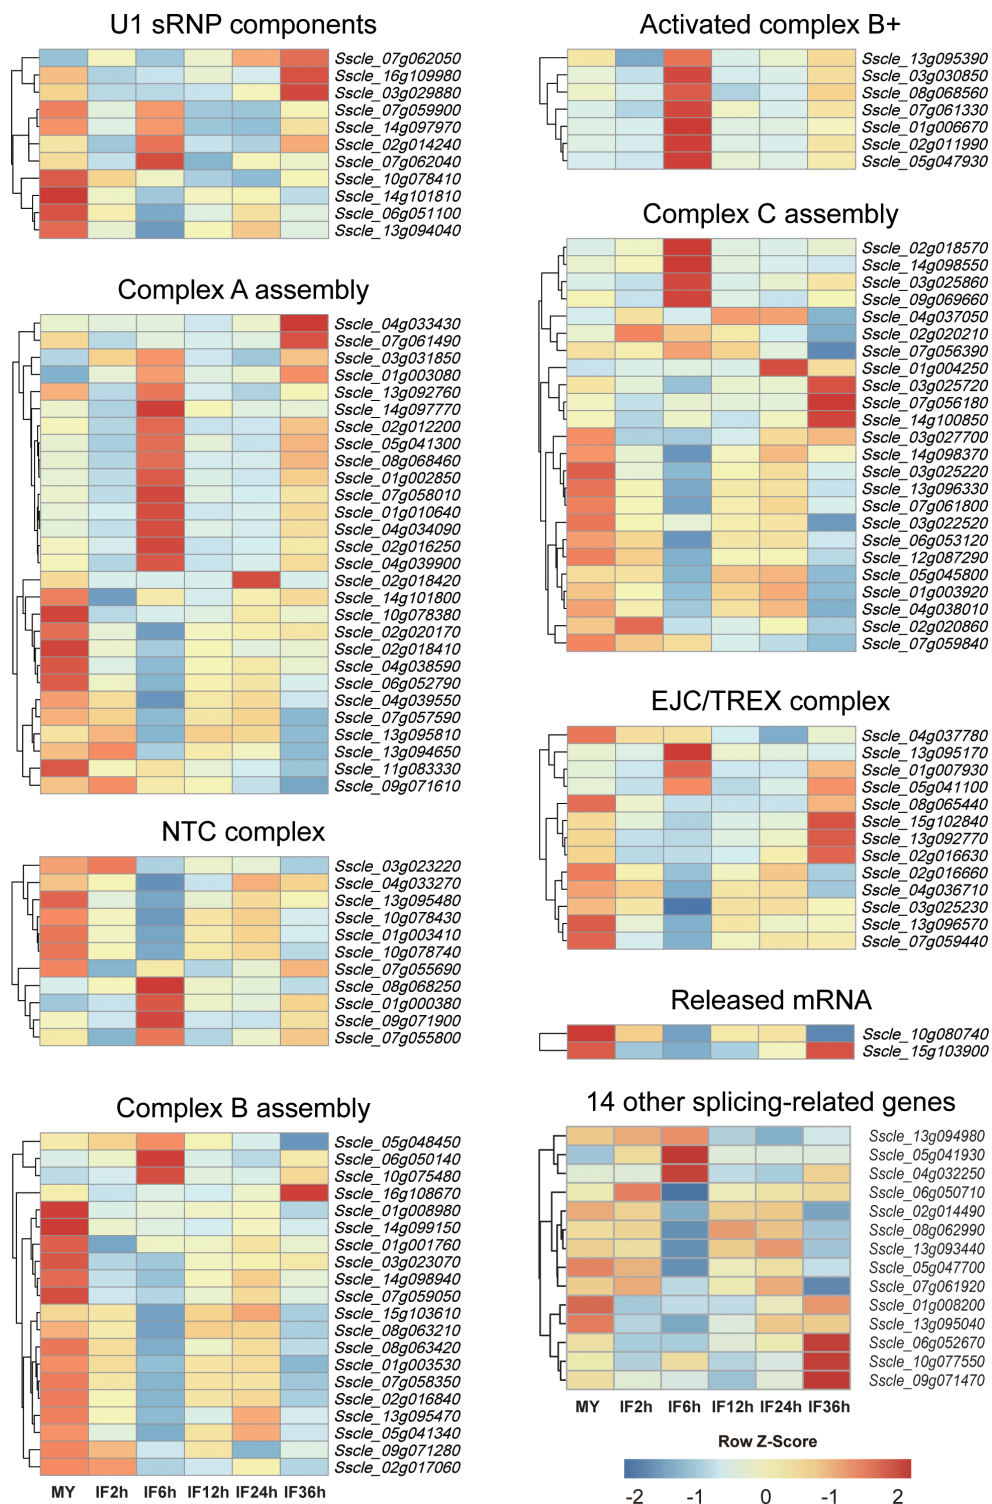 U1 sRNP components
Sscle_07g062050
Sscle_16g109980
Sscle_03g029880
Sscle_07g059900
Sscle_14g097970
Sscle_02g014240
Sscle_07g062040
Sscle_10g078410
Sscle_14g101810
Sscle_06g051100
Sscle_13g094040
Complex A assembly
Sscle_04g033430
Sscle_07g061490
Sscle_03g031850
Sscle_01g003080
Sscle_13g092760
Sscle_14g097770
Sscle_02g012200
Sscle_05g041300
Sscle_08g068460
Sscle_01g002850
Sscle_07g058010
Sscle_01g010640
Sscle_04g034090
Sscle_02g016250
Sscle_04g039900
Sscle_02g018420
Sscle_14g101800
Sscle_10g078380
Sscle_02g020170
Sscle_02g018410
Sscle_04g038590
Sscle_06g052790
Sscle_04g039550
Sscle_07g057590
Sscle_13g095810
Sscle_13g094650
Sscle_11g083330
Sscle_09g071610
NTC complex
Sscle_03g023220
Sscle_04g033270
Sscle_13g095480
Sscle_10g078430
Sscle_01g003410
Sscle_10g078740
Sscle_07g055690
Sscle_08g068250
Sscle_01g000380
Sscle_09g071900
Sscle_07g055800
Complex B assembly
Sscle_05g048450
Sscle_06g050140
Sscle_10g075480
Sscle_16g108670
Sscle_01g008980
Sscle_14g099150
Sscle_01g001760
Sscle_03g023070
Sscle_14g098940
Sscle_07g059050
Sscle_15g103610
Sscle_08g063210
Sscle_08g063420
Sscle_01g003530
Sscle_07g058350
Sscle_02g016840
Sscle_13g095470
Sscle_05g041340
Sscle_09g071280
Sscle_02g017060
MY IF2h IF6h IF12h IF24h IF36h
Activated complex B+
Sscle_13g095390
Sscle_03g030850
Sscle_08g068560
Sscle_07g061330
Sscle_01g006670
Sscle_02g011990
Sscle_05g047930
Complex C assembly
Sscle_02g018570
Sscle_14g098550
Sscle_03g025860
Sscle_09g069660
Sscle_04g037050
Sscle_02g020210
Sscle_07g056390
Sscle_01g004250
Sscle_03g025720
Sscle_07g056180
Sscle_14g100850
Sscle_03g027700
Sscle_14g098370
Sscle_03g025220
Sscle_13g096330
Sscle_07g061800
Sscle_03g022520
Sscle_06g053120
Sscle_12g087290
Sscle_05g045800
Sscle_01g003920
Sscle_04g038010
Sscle_02g020860
Sscle_07g059840
EJC/TREX complex
Sscle_04g037780
Sscle_13g095170
Sscle_01g007930
Sscle_05g041100
Sscle_08g065440
Sscle_15g102840
Sscle_13g092770
Sscle_02g016630
Sscle_02g016660
Sscle_04g036710
Sscle_03g025230
Sscle_13g096570
Sscle_07g059440
Released mRNA
Sscle_10g080740
Sscle_15g103900
14 other splicing-related genes
Sscle_13g094980
Sscle_05g041930
Sscle_04g032250
Sscle_06g050710
Sscle_02g014490
Sscle_08g062990
Sscle_13g093440
Sscle_05g047700
Sscle_07g061920
Sscle_01g008200
Sscle_13g095040
Sscle_06g052670
Sscle_10g077550
Sscle_09g071470
MY IF2h IF6h IF12h IF24h IF36h
Row Z-Score
-2 -1 0 -1 2